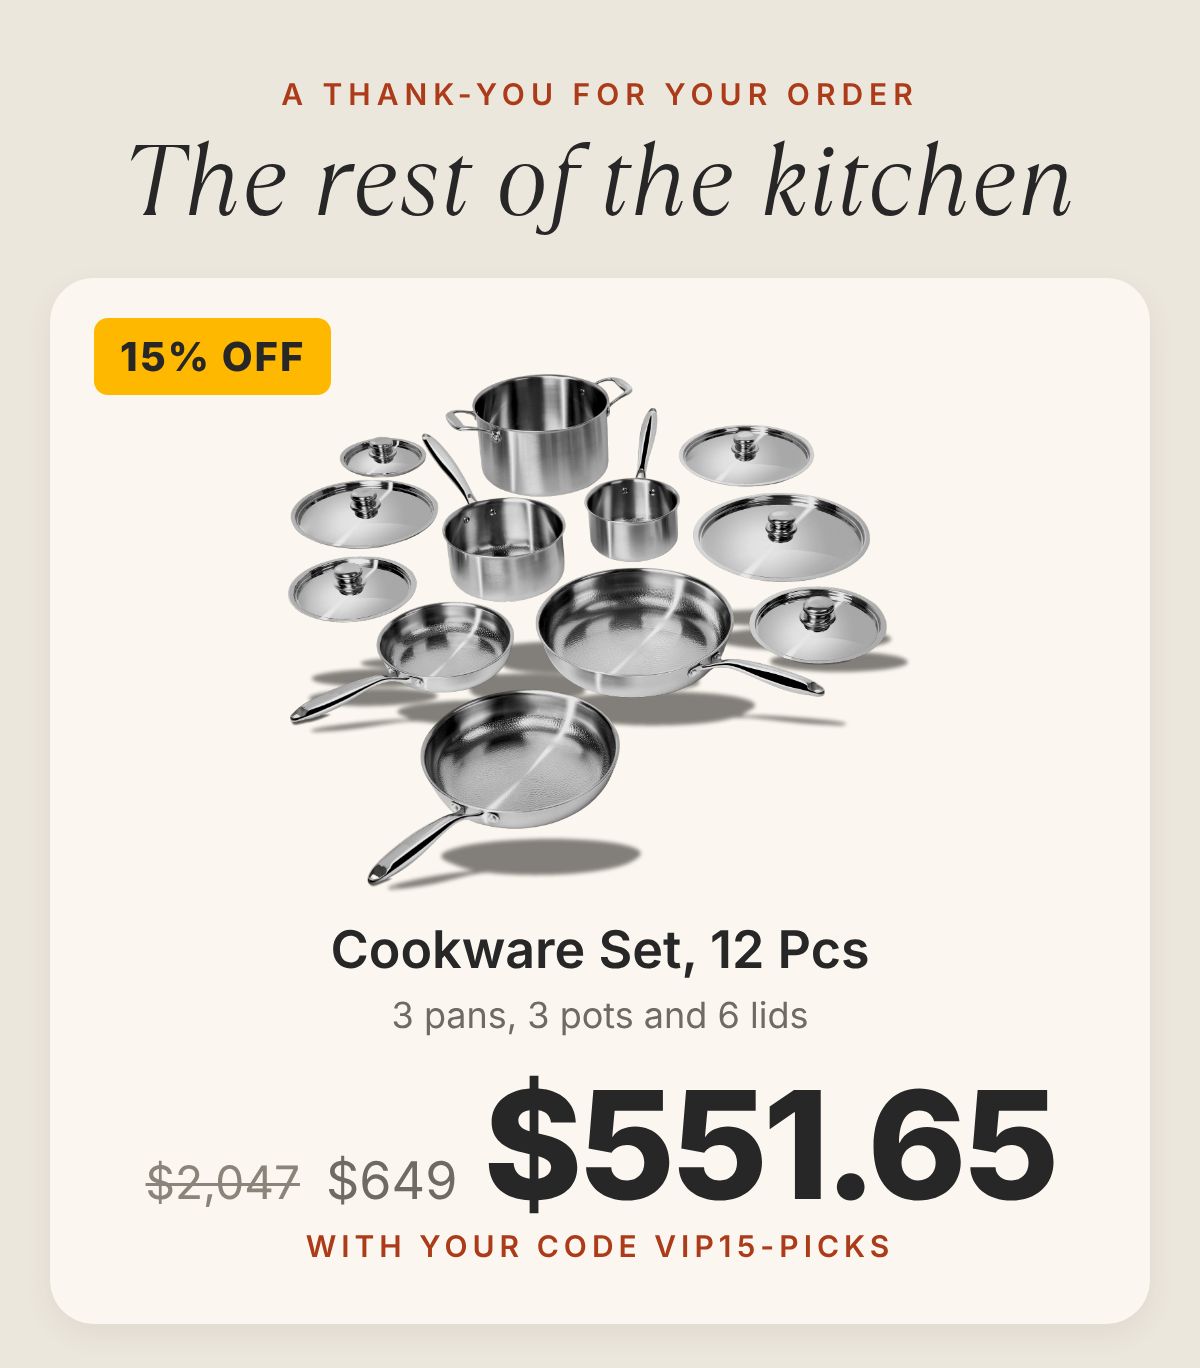 A THANK-YOU FOR YOUR ORDER
The rest of the kitchen
15% OFF
Cookware Set, 12 Pcs
3 pans, 3 pots and 6 lids
$2,047 $649 $551.65
WITH YOUR CODE VIP15-PICKS